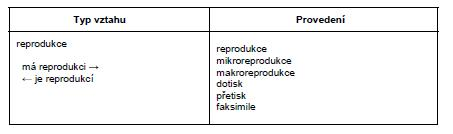 Typ vztahu
Provedení
reprodukce
má reprodukci →
← je reprodukcí
reprodukce
mikroreprodukce
makroreprodukce
dotisk
přetisk
faksimile